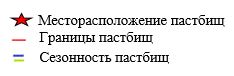 Месторасположение пастбищ
Границы пастбищ
Сезонность пастбищ